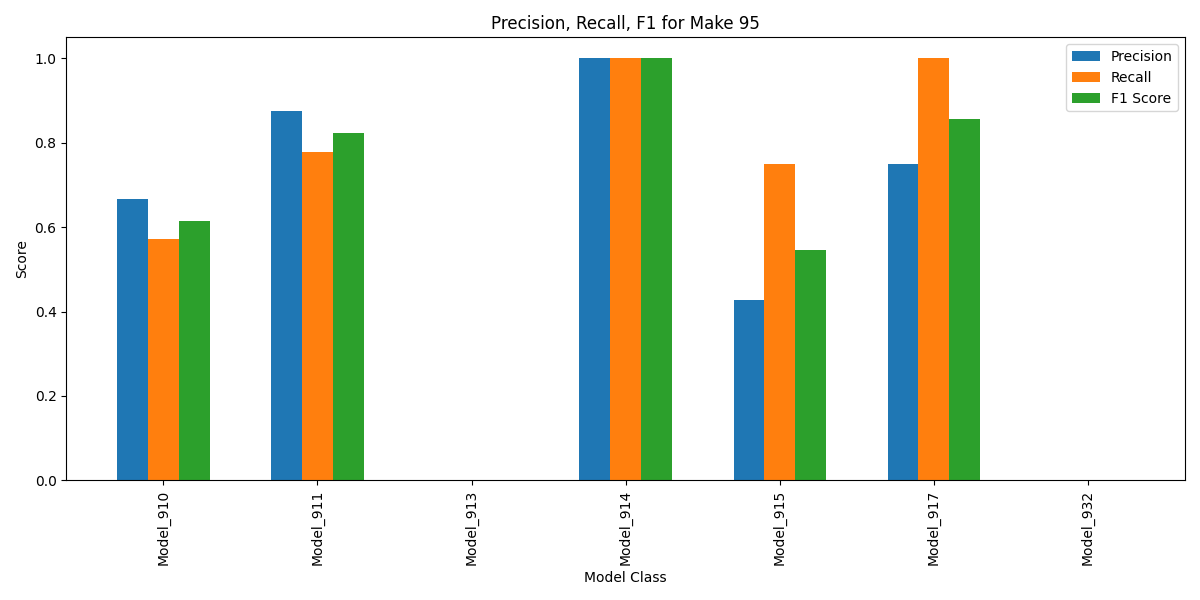 Precision, Recall, F1 for Make 95
Precision
Recall
F1 Score
Score
1.0
0.8
0.6
0.4
0.2
0.0
Model_910
Model_911
Model_913
Model_914
Model_915
Model_917
Model_932
Model Class